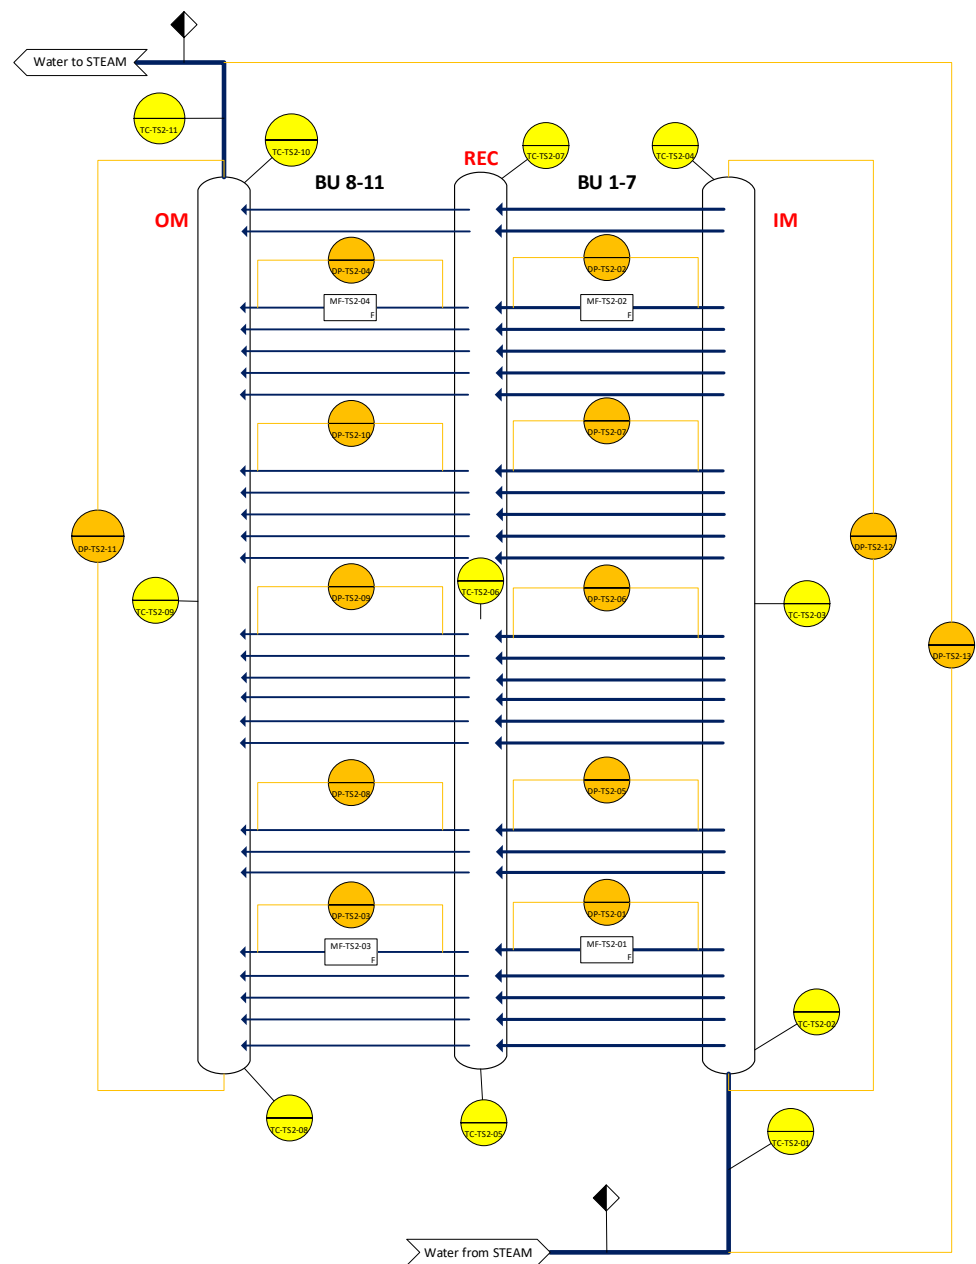 Water to STEAM
TC-TS2-11
TC-TS2-10
TC-TS2-07
TC-TS2-04
REC
BU 8-11
BU 1-7
OM
IM
DP-TS2-04
DP-TS2-02
MF-TS2-04
F
MF-TS2-02
F
DP-TS2-10
DP-TS2-07
DP-TS2-11
DP-TS2-12
TC-TS2-09
DP-TS2-09
TC-TS2-06
DP-TS2-06
TC-TS2-03
DP-TS2-13
DP-TS2-08
DP-TS2-05
DP-TS2-03
DP-TS2-01
MF-TS2-03
F
MF-TS2-01
F
TC-TS2-02
TC-TS2-08
TC-TS2-05
TC-TS2-01
Water from STEAM